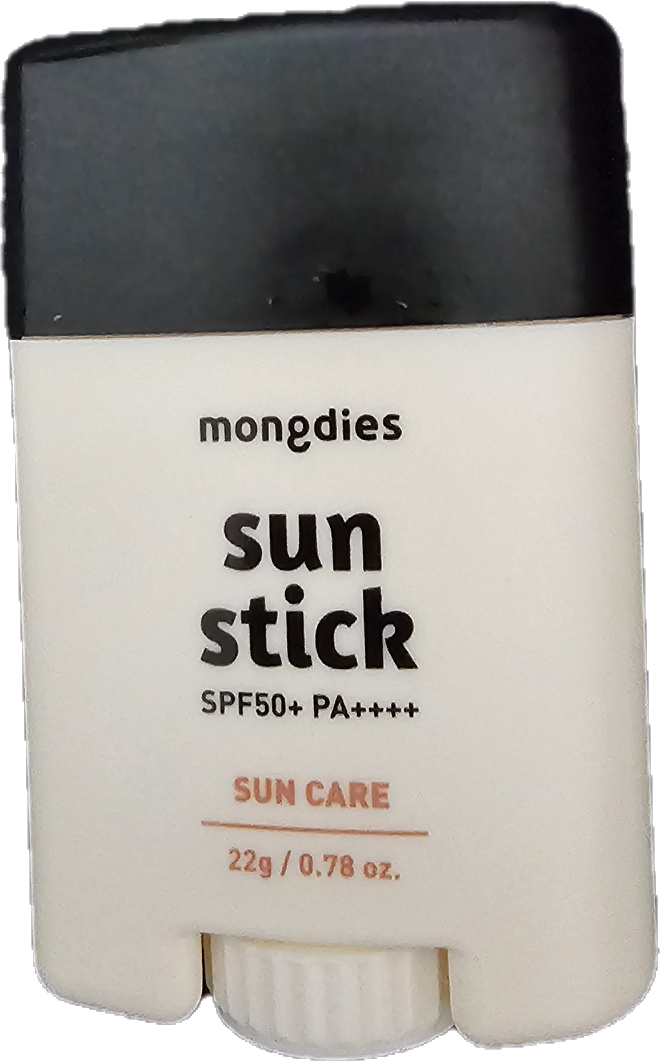 mongdies
sun
stick
SPF50+ PA++++
SUN CARE
22g / 0.78 oz.